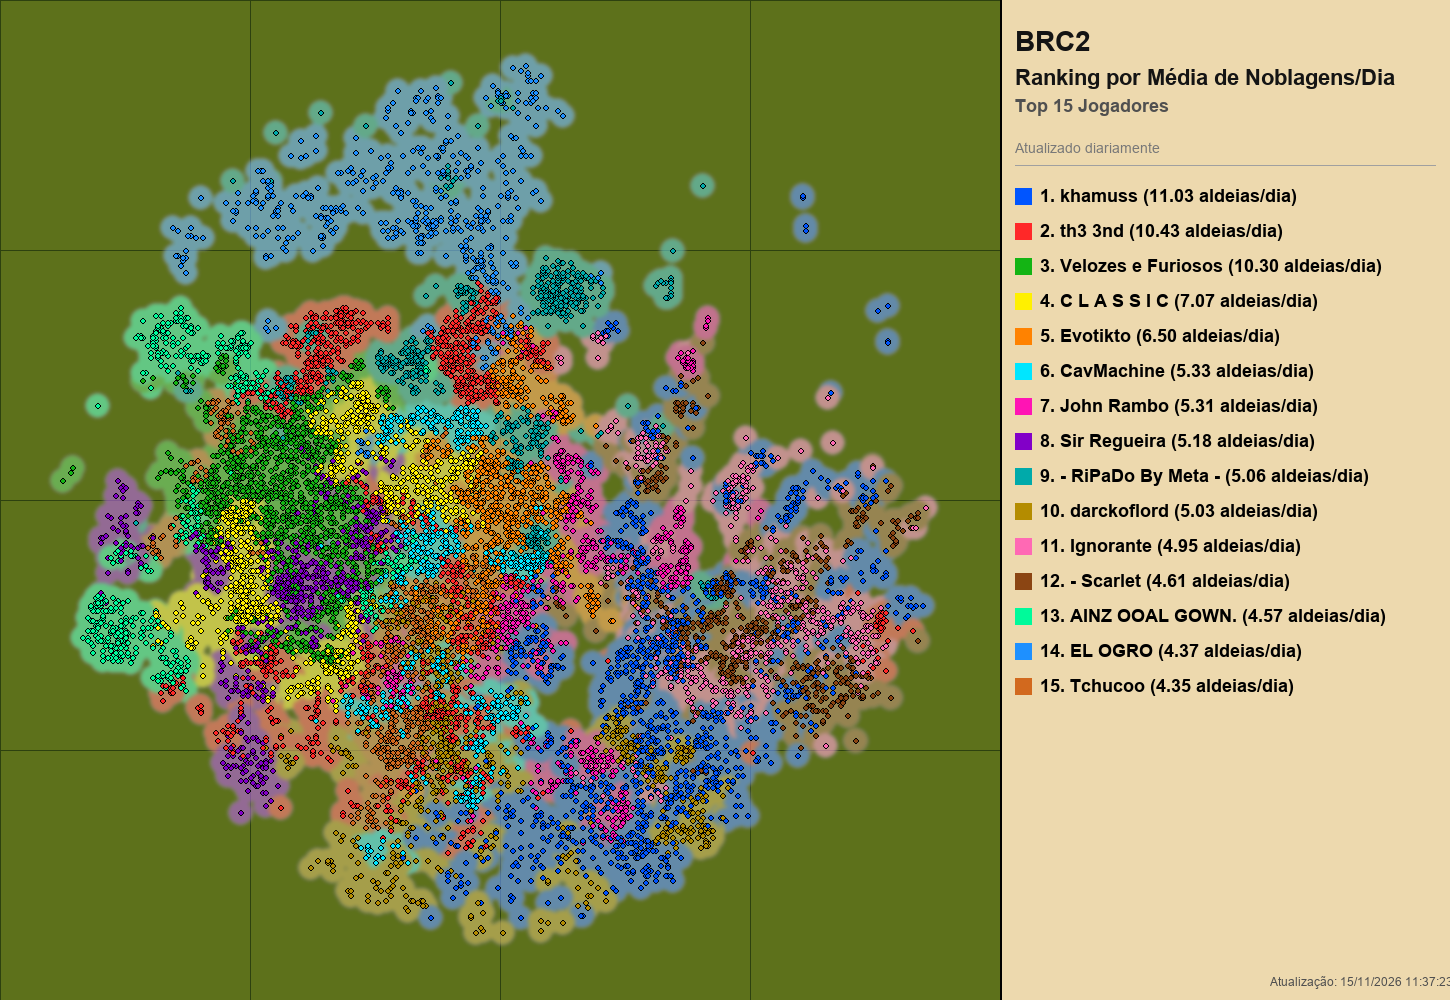 BRC2
Ranking por Média de Noblagens/Dia
Top 15 Jogadores
Atualizado diariamente
1. khamuss (11.03 aldeias/dia)
2. th3 3nd (10.43 aldeias/dia)
3. Velozes e Furiosos (10.30 aldeias/dia)
4. C L A S S I C (7.07 aldeias/dia)
5. Evotikto (6.50 aldeias/dia)
6. CavMachine (5.33 aldeias/dia)
7. John Rambo (5.31 aldeias/dia)
8. Sir Regueira (5.18 aldeias/dia)
9. - RiPaDo By Meta - (5.06 aldeias/dia)
10. darckoflord (5.03 aldeias/dia)
11. Ignorante (4.95 aldeias/dia)
12. - Scarlet (4.61 aldeias/dia)
13. AINZ OOAL GOWN. (4.57 aldeias/dia)
14. EL OGRO (4.37 aldeias/dia)
15. Tchucoo (4.35 aldeias/dia)
Atualização: 15/11/2026 11:37:23